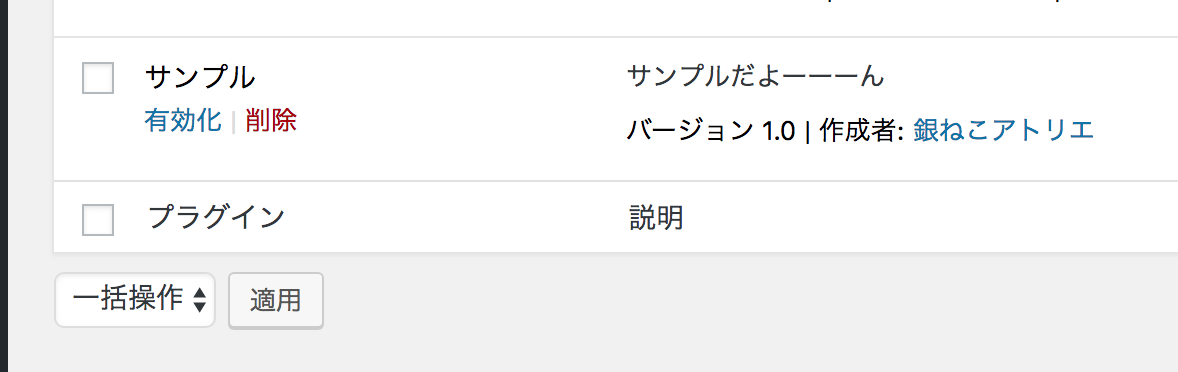 サンプル
サンプルだよーーーん
有効化 | 削除
バージョン 1.0 | 作成者: 銀ねこアトリエ
プラグイン
説明
一括操作
適用